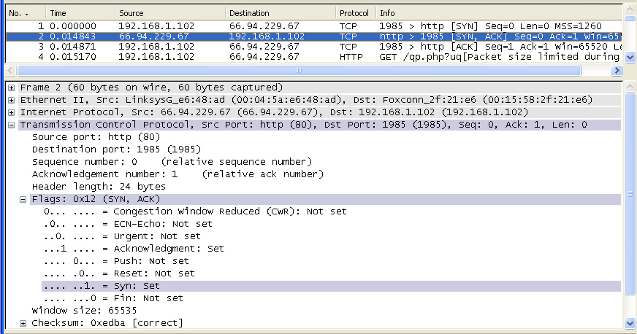 No. - Time Source Destination Protocol Info
1 0.000000 192.168.1.102 66.94.229.67 TCP 1985 > http [SYN] Seq=0 Len=0 MSS=1260
2 0.014843 66.94.229.67 192.168.1.102 TCP http > 1985 [SYN, ACK] Seq=0 Ack=1 Win=65
3 0.014871 192.168.1.102 66.94.229.67 TCP 1985 > http [ACK] Seq=1 Ack=1 Win=65520 Le
4 0.015170 192.168.1.102 66.94.229.67 HTTP GET /gp.php?uq[Packet size limited during
Frame 2 (60 bytes on wire, 60 bytes captured)
Ethernet II, Src: LinksysG_e6:48:ad (00:04:5a:e6:48:ad), Dst: Foxconn_2f:21:e6 (00:15:58:2f:21:e6)
Internet Protocol, Src: 66.94.229.67 (66.94.229.67), Dst: 192.168.1.102 (192.168.1.102)
Transmission Control Protocol, Src Port: http (80), Dst Port: 1985 (1985), Seq: 0, Ack: 1, Len: 0
Source port: http (80)
Destination port: 1985 (1985)
Sequence number: 0 (relative sequence number)
Acknowledgement number: 1 (relative ack number)
Header length: 24 bytes
Flags: 0x12 (SYN, ACK)
0... .... = Congestion Window Reduced (CWR): Not set
.0.. .... = ECN-Echo: Not set
..0. .... = Urgent: Not set
...1 .... = Acknowledgment: Set
.... 0... = Push: Not set
.... .0.. = Reset: Not set
.... ..1. = Syn: Set
.... ...0 = Fin: Not set
Window size: 65535
Checksum: 0xedba [correct]